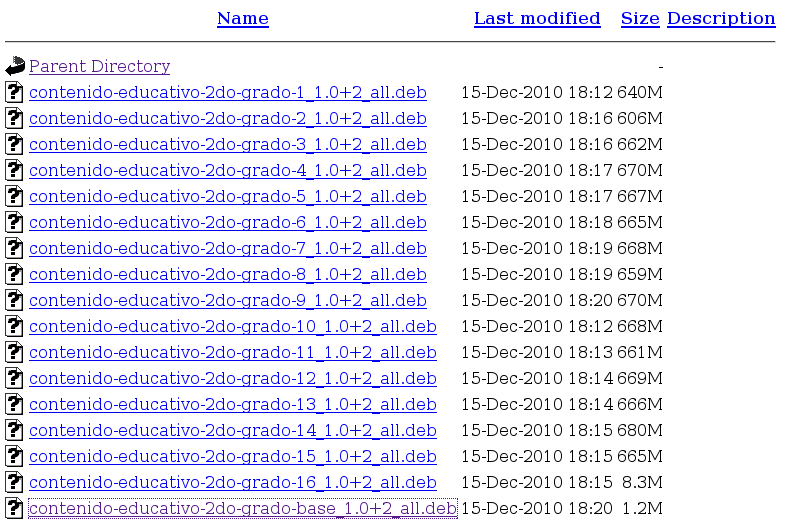 Name Last modified Size Description
Parent Directory -
contenido-educativo-2do-grado-1_1.0+2_all.deb 15-Dec-2010 18:12 640M
contenido-educativo-2do-grado-2_1.0+2_all.deb 15-Dec-2010 18:16 606M
contenido-educativo-2do-grado-3_1.0+2_all.deb 15-Dec-2010 18:16 662M
contenido-educativo-2do-grado-4_1.0+2_all.deb 15-Dec-2010 18:17 670M
contenido-educativo-2do-grado-5_1.0+2_all.deb 15-Dec-2010 18:17 667M
contenido-educativo-2do-grado-6_1.0+2_all.deb 15-Dec-2010 18:18 665M
contenido-educativo-2do-grado-7_1.0+2_all.deb 15-Dec-2010 18:19 668M
contenido-educativo-2do-grado-8_1.0+2_all.deb 15-Dec-2010 18:19 659M
contenido-educativo-2do-grado-9_1.0+2_all.deb 15-Dec-2010 18:20 670M
contenido-educativo-2do-grado-10_1.0+2_all.deb 15-Dec-2010 18:12 668M
contenido-educativo-2do-grado-11_1.0+2_all.deb 15-Dec-2010 18:13 661M
contenido-educativo-2do-grado-12_1.0+2_all.deb 15-Dec-2010 18:14 669M
contenido-educativo-2do-grado-13_1.0+2_all.deb 15-Dec-2010 18:14 666M
contenido-educativo-2do-grado-14_1.0+2_all.deb 15-Dec-2010 18:15 680M
contenido-educativo-2do-grado-15_1.0+2_all.deb 15-Dec-2010 18:15 665M
contenido-educativo-2do-grado-16_1.0+2_all.deb 15-Dec-2010 18:15 8.3M
contenido-educativo-2do-grado-base_1.0+2_all.deb 15-Dec-2010 18:20 1.2M